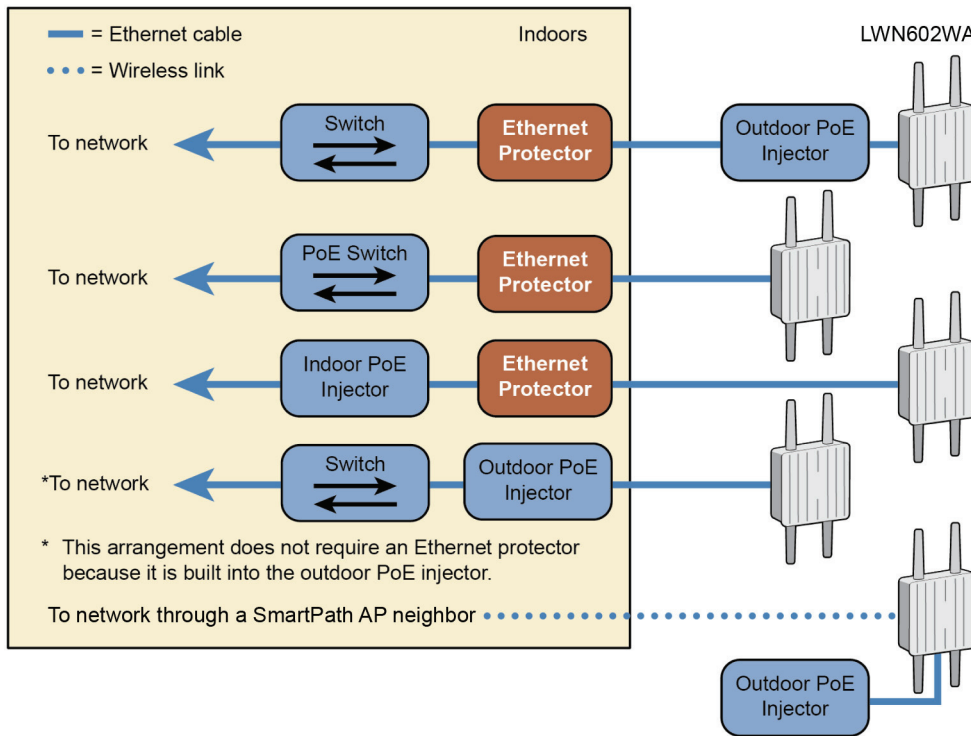 = Ethernet cable
Indoors
LWN602WA
= Wireless link
To network
Switch
Ethernet
Protector
Outdoor PoE
Injector
To network
PoE Switch
Ethernet
Protector
To network
Indoor PoE
Injector
Ethernet
Protector
*To network
Switch
Outdoor PoE
Injector
* This arrangement does not require an Ethernet protector
because it is built into the outdoor PoE injector.
To network through a SmartPath AP neighbor
Outdoor PoE
Injector